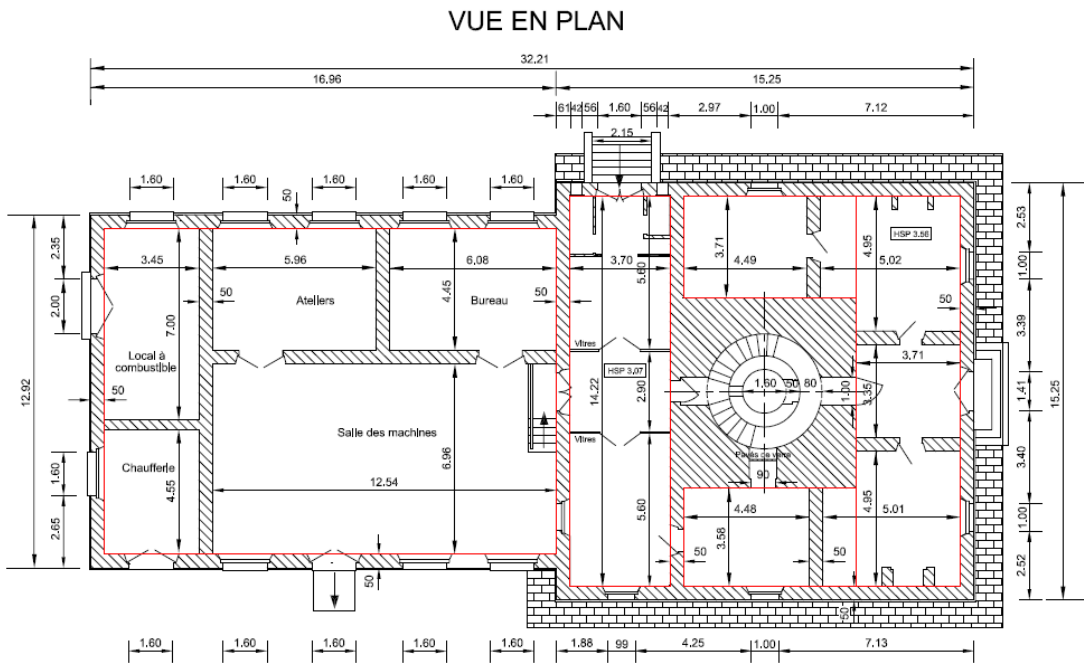 VUE EN PLAN
32.21
16.96 15.25
61 42 56 1.60 56 42 2.97 1.00 7.12
2.15
1.60 1.60 1.60 1.60 1.60
50
2.35
2.00
12.92
1.60
2.65
3.45 5.96 6.08 3.70 4.49 5.02
50 50 50 50
7.00 4.45 5.60 3.71 4.95
HSP 3.56
Ateliers Bureau
Local à
combustible
Vitres
HSP 3.07
14.22 2.90
3.71
3.35
1.60 50 80 1.00
Salle des machines
Vitres
Pavés de verre
90
Chaufferie
4.55
12.54
6.96
5.60
4.48 5.01
3.58 4.95
50 50
50
50
2.53
1.00
3.39
1.41
3.40
1.00
2.52
15.25
1.60 1.60 1.60 1.60 1.60 1.88 99 4.25 1.00 7.13